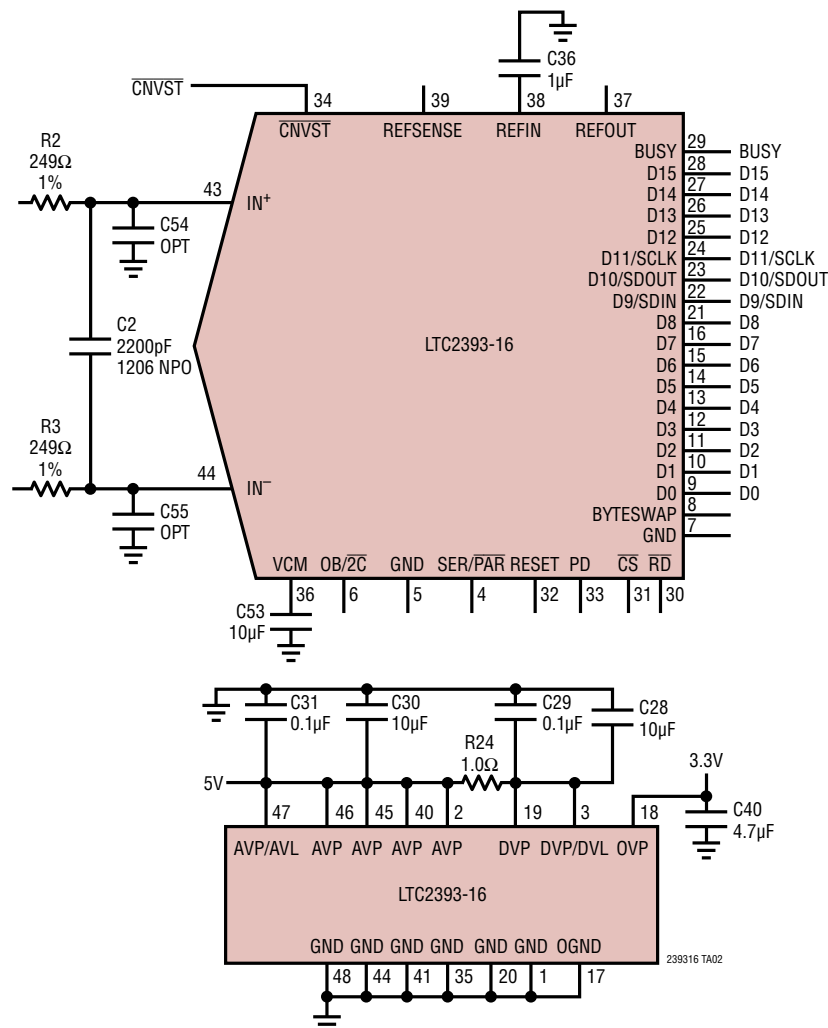 C36
1µF
CNVST
34
39
38
37
CNVST
REFSENSE
REFIN
REFOUT
R2
249Ω
1%
43
IN+
C54
OPT
C2
2200pF
1206 NPO
LTC2393-16
R3
249Ω
1%
44
IN–
C55
OPT
BUSY 29 BUSY
D15 28 D15
D14 27 D14
D13 26 D13
D12 25 D12
D11/SCLK 24 D11/SCLK
D10/SDOUT 23 D10/SDOUT
D9/SDIN 22 D9/SDIN
D8 21 D8
D7 16 D7
D6 15 D6
D5 14 D5
D4 13 D4
D3 12 D3
D2 11 D2
D1 10 D1
D0 9 D0
BYTESWAP 8
GND 7
VCM OB/2C GND SER/PAR RESET PD CS RD
36 6 5 4 32 33 31 30
C53
10µF
C31
0.1µF
C30
10µF
C29
0.1µF
C28
10µF
R24
1.0Ω
5V
3.3V
C40
4.7µF
47 46 45 40 2 19 3 18
AVP/AVL AVP AVP AVP AVP DVP DVP/DVL OVP
LTC2393-16
GND GND GND GND GND GND OGND
48 44 41 35 20 1 17
239316 TA02